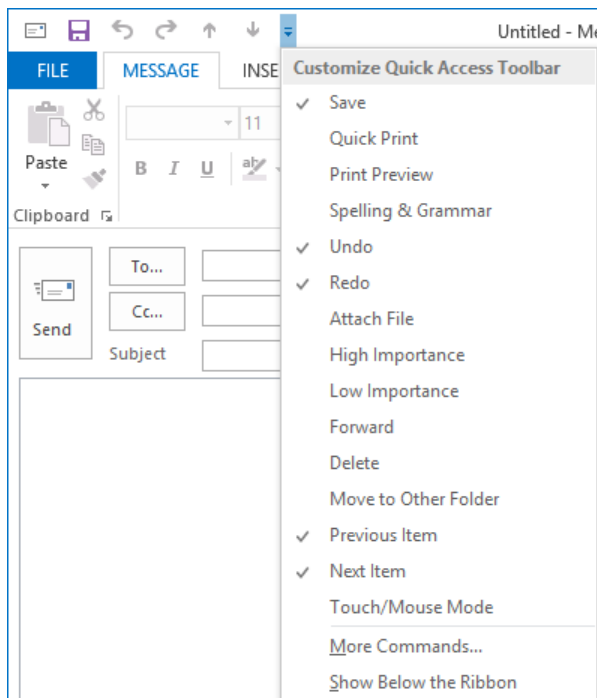 Untitled - Me
FILE MESSAGE INSE
Customize Quick Access Toolbar
Save
Quick Print
Print Preview
Spelling & Grammar
Undo
Redo
Attach File
High Importance
Low Importance
Forward
Delete
Move to Other Folder
Previous Item
Next Item
Touch/Mouse Mode
More Commands...
Show Below the Ribbon
11
Paste
B I U ab
Clipboard
Send
To...
Cc...
Subject